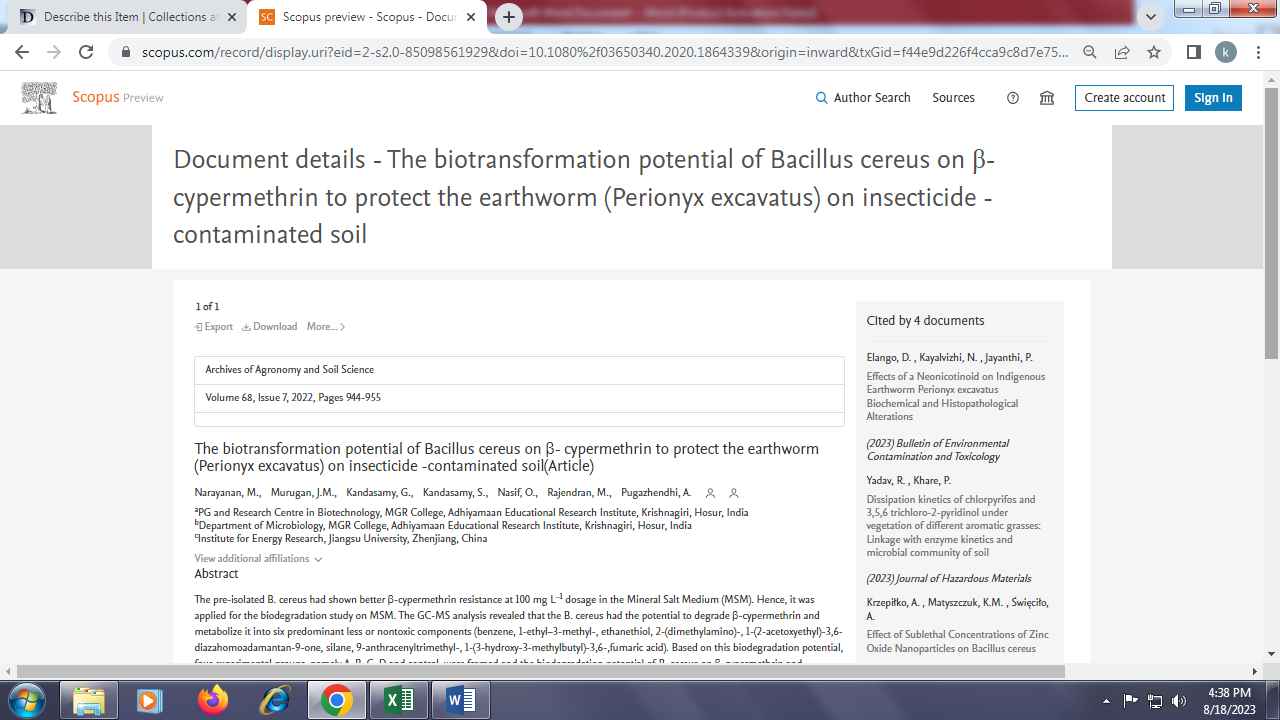 Describe this Item | Collections at
Scopus preview - Scopus - Docum
scopus.com/record/display.uri?eid=2-s2.0-85098561929&doi=10.1080%2f03650340.2020.1864339&origin=inward&txGid=f44e9d226f4cca9c8d7e75...
k
Scopus Preview
Author Search
Sources
Create account
Sign in
Document details - The biotransformation potential of Bacillus cereus on β-
cypermethrin to protect the earthworm (Perionyx excavatus) on insecticide -
contaminated soil
1 of 1
Export
Download
More...
Archives of Agronomy and Soil Science
Volume 68, Issue 7, 2022, Pages 944-955
The biotransformation potential of Bacillus cereus on β- cypermethrin to protect the earthworm
(Perionyx excavatus) on insecticide -contaminated soil(Article)
Narayanan, M., Murugan, J.M., Kandasamy, G., Kandasamy, S., Nasif, O., Rajendran, M., Pugazhendhi, A.
aPG and Research Centre in Biotechnology, MGR College, Adhiyamaan Educational Research Institute, Krishnagiri, Hosur, India
bDepartment of Microbiology, MGR College, Adhiyamaan Educational Research Institute, Krishnagiri, Hosur, India
cInstitute for Energy Research, Jiangsu University, Zhenjiang, China
View additional affiliations
Abstract
The pre-isolated B. cereus had shown better β-cypermethrin resistance at 100 mg L–1 dosage in the Mineral Salt Medium (MSM). Hence, it was
applied for the biodegradation study on MSM. The GC-MS analysis revealed that the B. cereus had the potential to degrade β-cypermethrin and
metabolize it into six predominant less or nontoxic components (benzene, 1-ethyl–3-methyl-, ethanethiol, 2-(dimethylamino)-, 1-(2-acetoxyethyl)-3,6-
diazahomoadamantan-9-one, silane, 9-anthracenyltrimethyl-, 1-(3-hydroxy-3-methylbutyl)-3,6-,fumaric acid). Based on this biodegradation potential,
Cited by 4 documents
Elango, D. , Kayalvizhi, N. , Jayanthi, P.
Effects of a Neonicotinoid on Indigenous
Earthworm Perionyx excavatus
Biochemical and Histopathological
Alterations
(2023) Bulletin of Environmental
Contamination and Toxicology
Yadav, R. , Khare, P.
Dissipation kinetics of chlorpyrifos and
3,5,6 trichloro-2-pyridinol under
vegetation of different aromatic grasses:
Linkage with enzyme kinetics and
microbial community of soil
(2023) Journal of Hazardous Materials
Krzepiłko, A. , Matyszczuk, K.M. , Święciło,
A.
Effect of Sublethal Concentrations of Zinc
Oxide Nanoparticles on Bacillus cereus
4:38 PM
8/18/2023